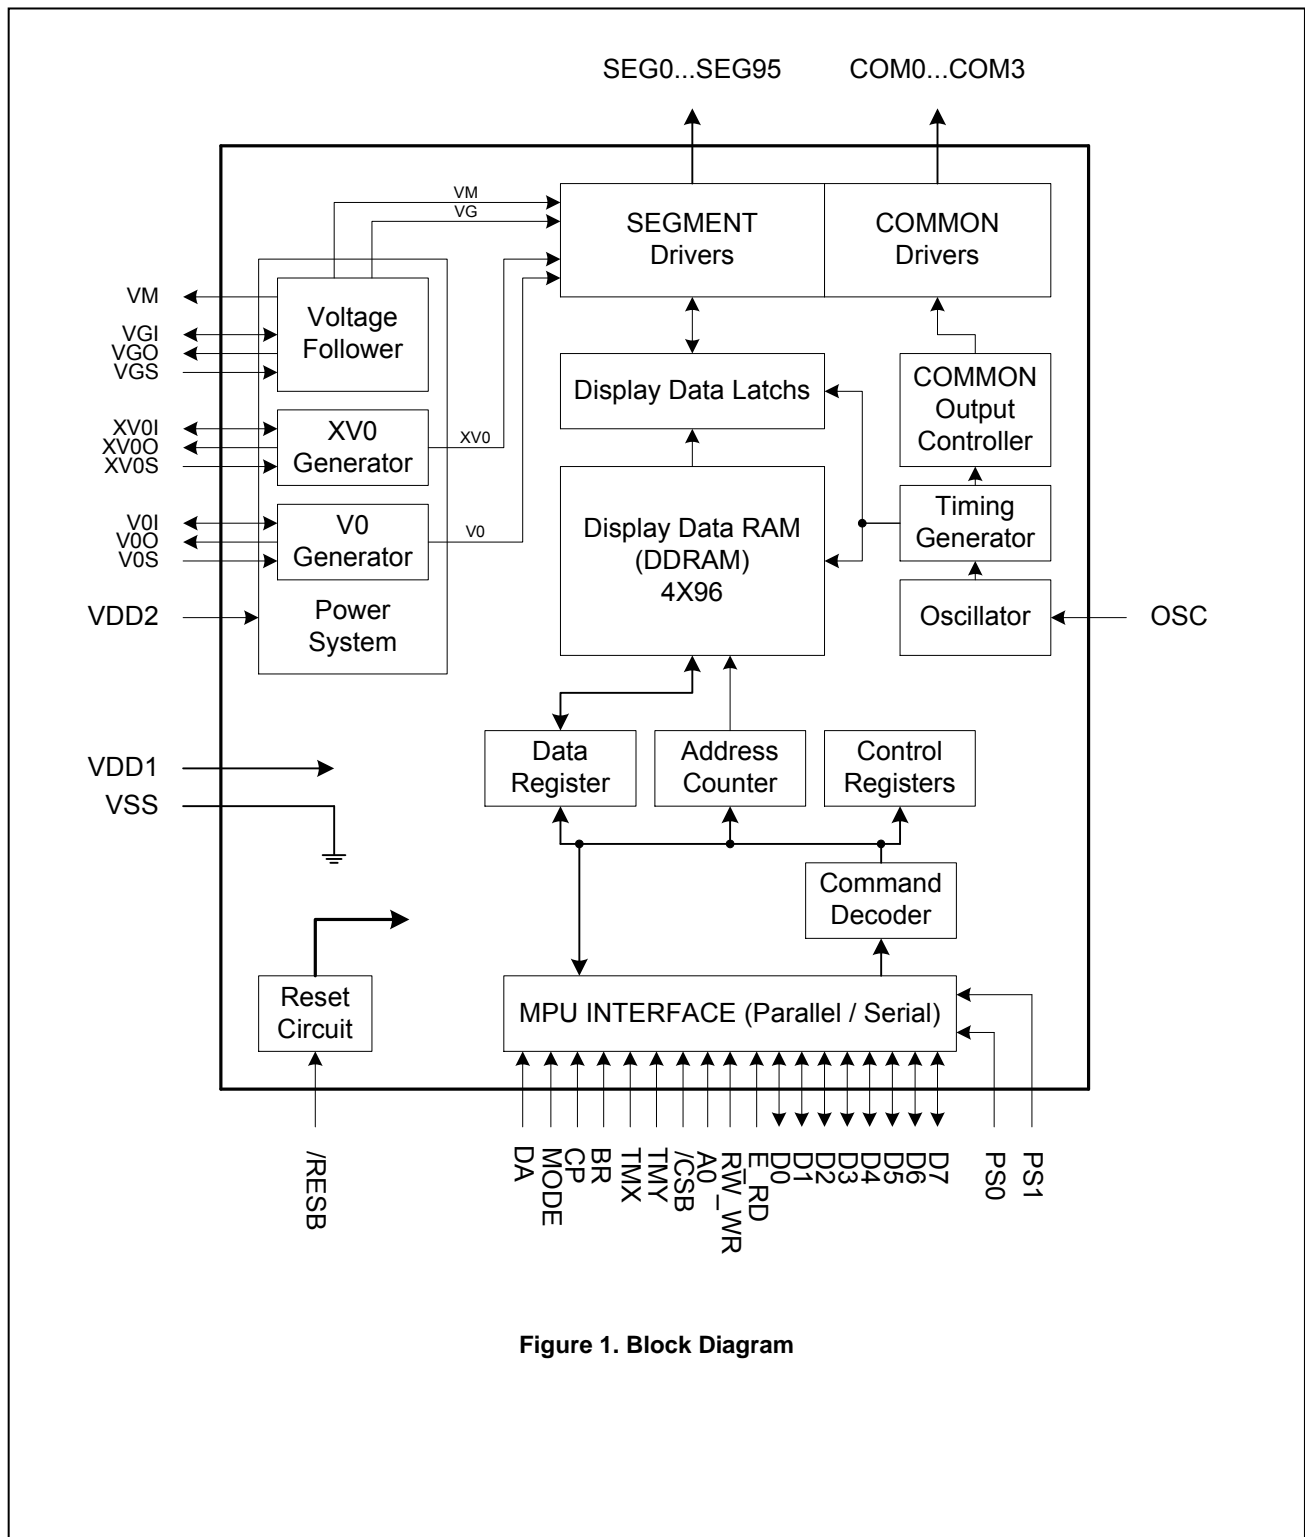 SEG0...SEG95
COM0...COM3
VM
VG
SEGMENT
Drivers
COMMON
Drivers
VM
VGI
VGO
VGS
Voltage
Follower
Display Data Latchs
COMMON
Output
Controller
XV0I
XV0O
XV0S
XV0
Generator
XV0
V0I
V0O
V0S
V0
Generator
V0
Display Data RAM
(DDRAM)
4X96
Timing
Generator
VDD2
Power
System
Oscillator
OSC
VDD1
VSS
Data
Register
Address
Counter
Control
Registers
Command
Decoder
Reset
Circuit
MPU INTERFACE (Parallel / Serial)
/RESB
DA
MODE
CP
BR
TMX
TMY
/CSB
A0
RW_WR
E_RD
D0
D1
D2
D3
D4
D5
D6
D7
PS0
PS1
Figure 1. Block Diagram